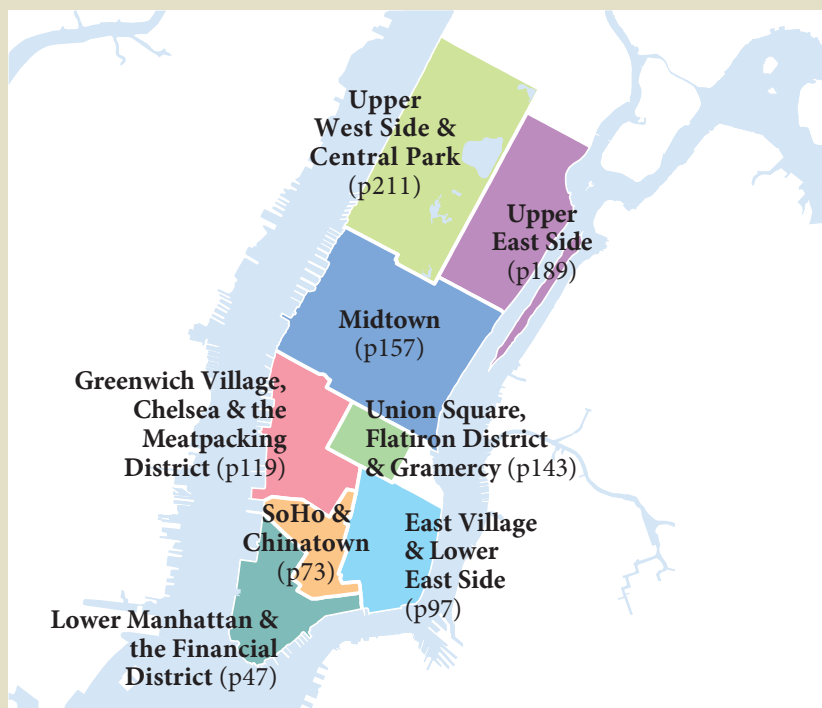 Upper
West Side &
Central Park
(p211)
Upper
East Side
(p189)
Midtown
(p157)
Greenwich Village,
Chelsea & the
Meatpacking
District (p119)
Union Square,
Flatiron District
& Gramercy (p143)
SoHo &
Chinatown
(p73)
East Village
& Lower
East Side
(p97)
Lower Manhattan &
the Financial
District (p47)